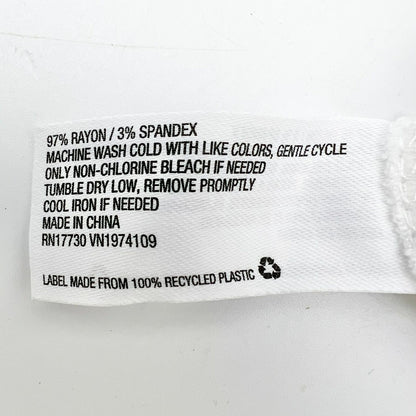 97% RAYON / 3% SPANDEX
MACHINE WASH COLD WITH LIKE COLORS, GENTLE CYCLE
ONLY NON-CHLORINE BLEACH IF NEEDED
TUMBLE DRY LOW, REMOVE PROMPTLY
COOL IRON IF NEEDED
MADE IN CHINA
RN17730 VN1974109
LABEL MADE FROM 100% RECYCLED PLASTIC